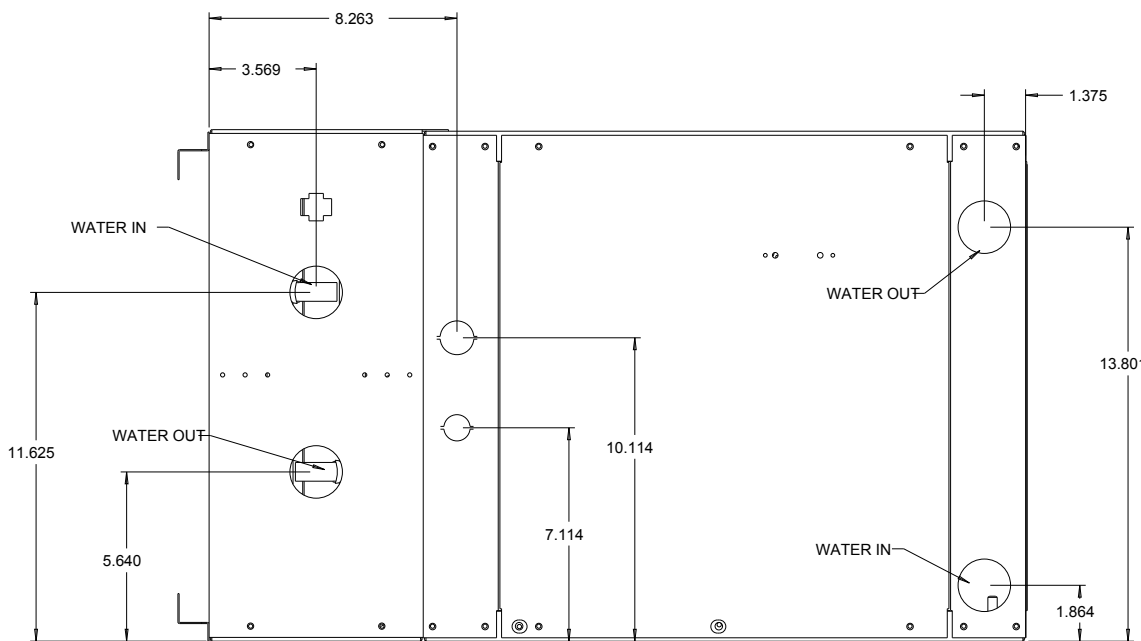 8.263
3.569
1.375
WATER IN
WATER OUT
13.801
WATER OUT
11.625
10.114
7.114
5.640
WATER IN
1.864